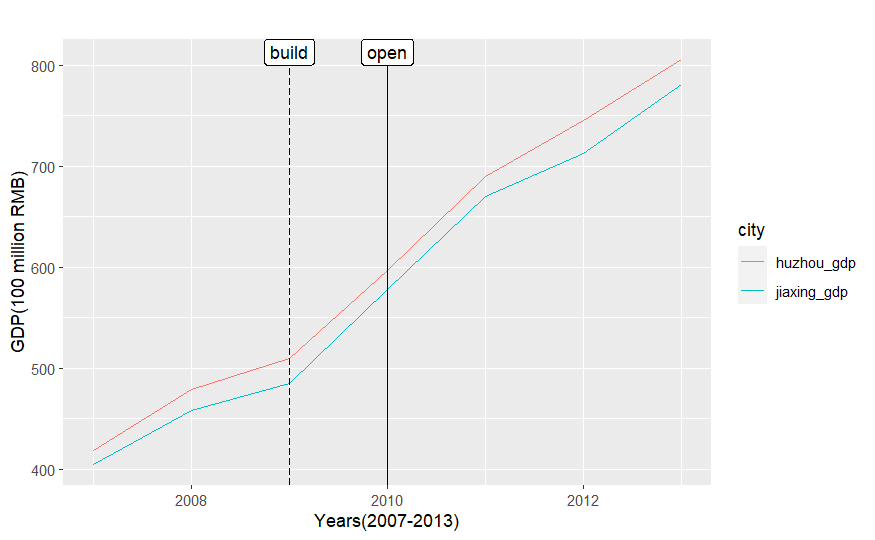 build
open
800
700
600
500
400
GDP(100 million RMB)
2008
2010
2012
Years(2007-2013)
city
huzhou_gdp
jiaxing_gdp